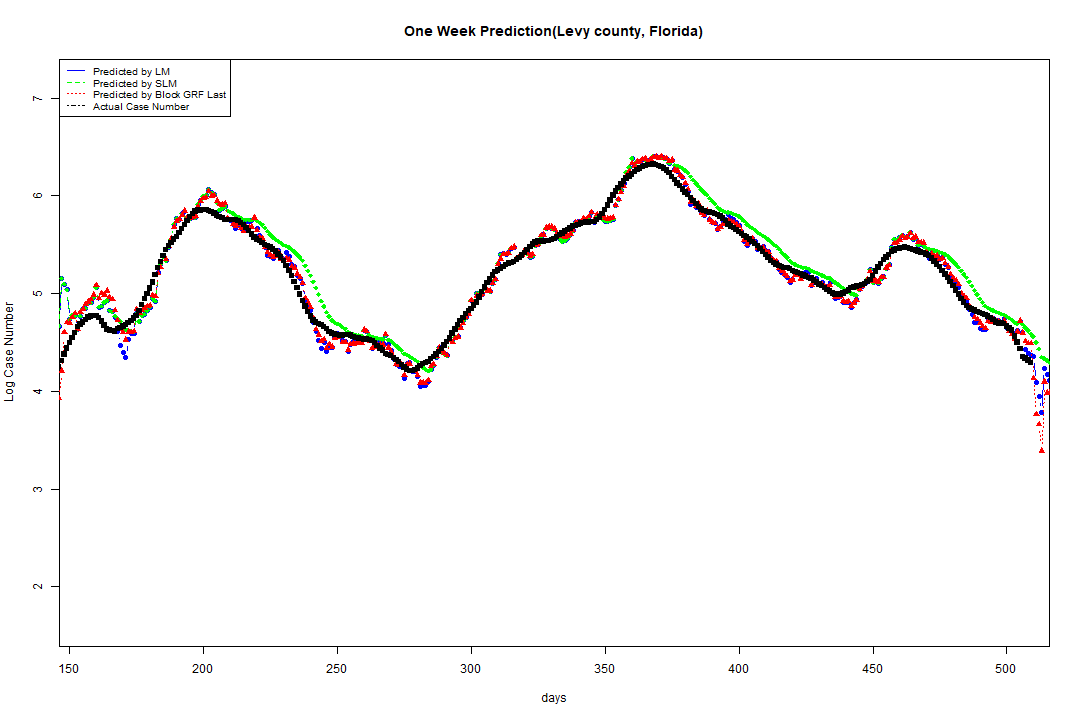 One Week Prediction(Levy county, Florida)
Predicted by LM
Predicted by SLM
Predicted by Block GRF Last
Actual Case Number
7
6
5
4
3
2
Log Case Number
150 200 250 300 350 400 450 500
days